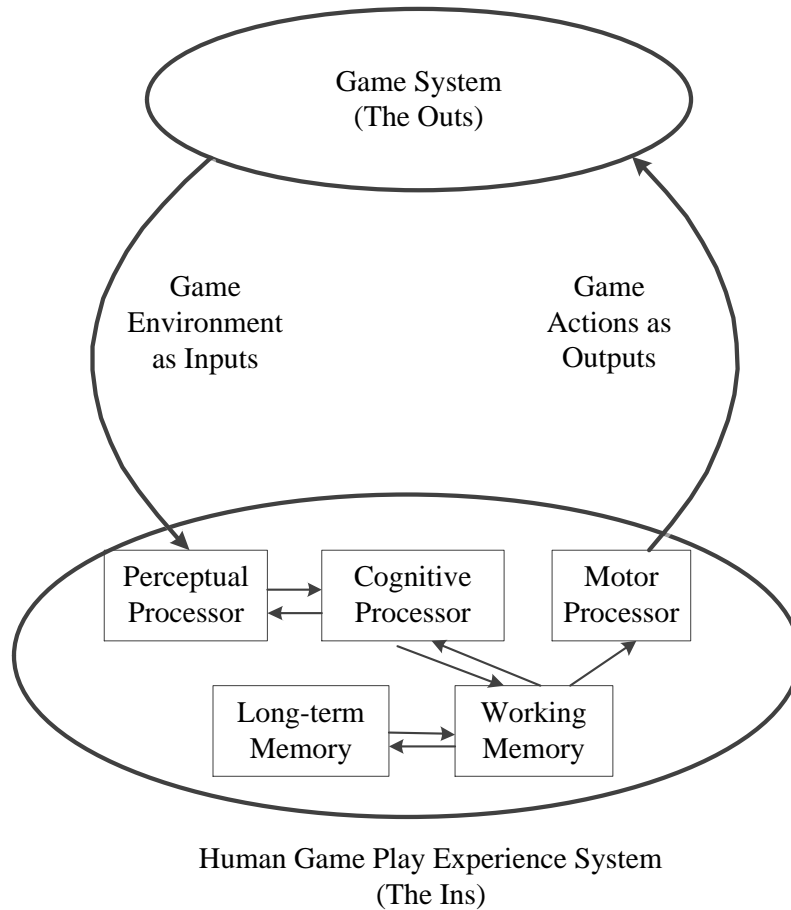 Game System
(The Outs)
Game
Environment
as Inputs
Game
Actions as
Outputs
Perceptual
Processor
Cognitive
Processor
Motor
Processor
Long-term
Memory
Working
Memory
Human Game Play Experience System
(The Ins)